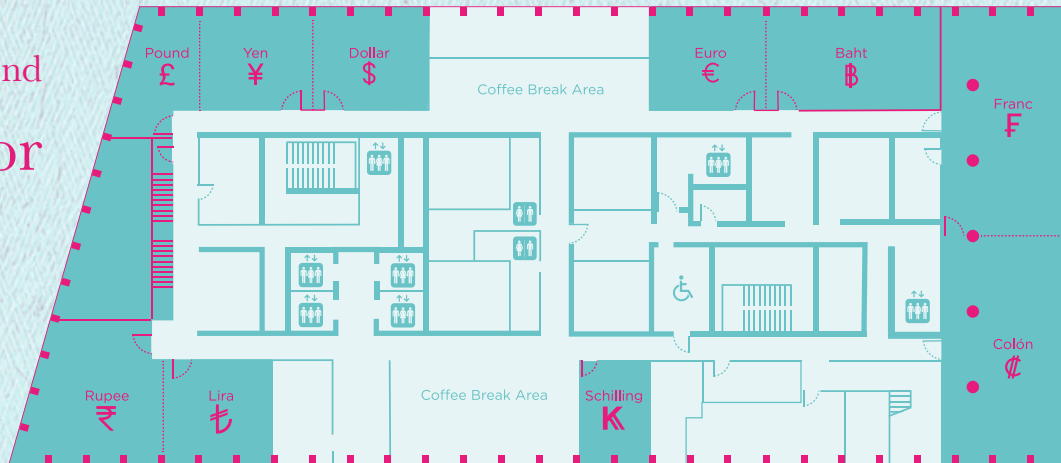 nd
or
Pound
£
Yen
¥
Dollar
$
Coffee Break Area
Euro
€
Baht
฿
Franc
₣
Colón
₡
Rupee
₹
Lira
₺
Coffee Break Area
Schilling
K